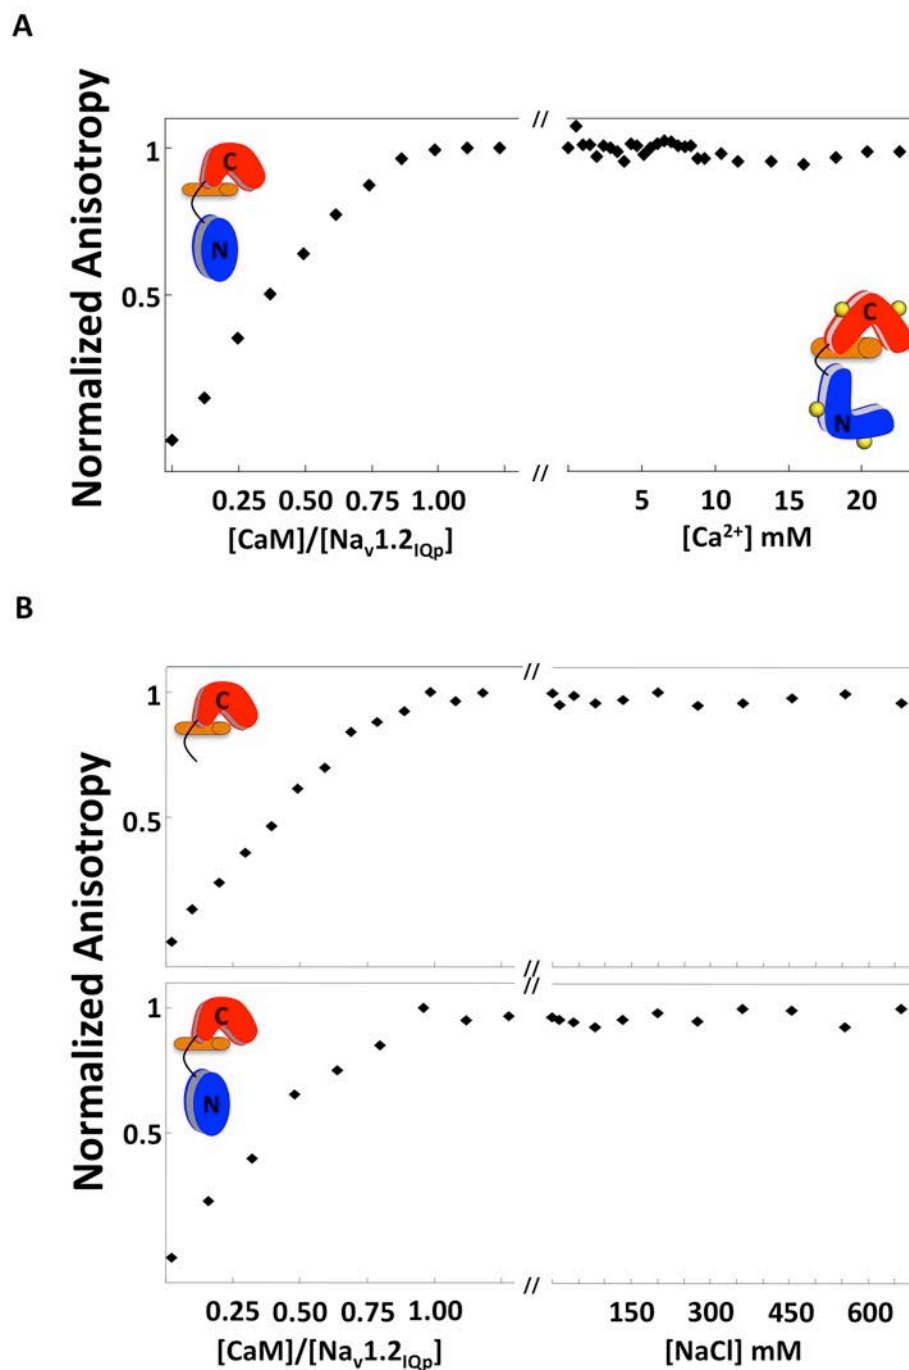 A
Normalized Anisotropy
1
0.5
C
N
//
//
C
N
0.25 0.50 0.75 1.00
5 10 15 20
[CaM]/[Naᵥ1.2IQp]
[Ca²⁺] mM
B
Normalized Anisotropy
1
0.5
C
//
//
//
1
0.5
C
N
//
0.25 0.50 0.75 1.00
150 300 450 600
[CaM]/[Naᵥ1.2IQp]
[NaCl] mM